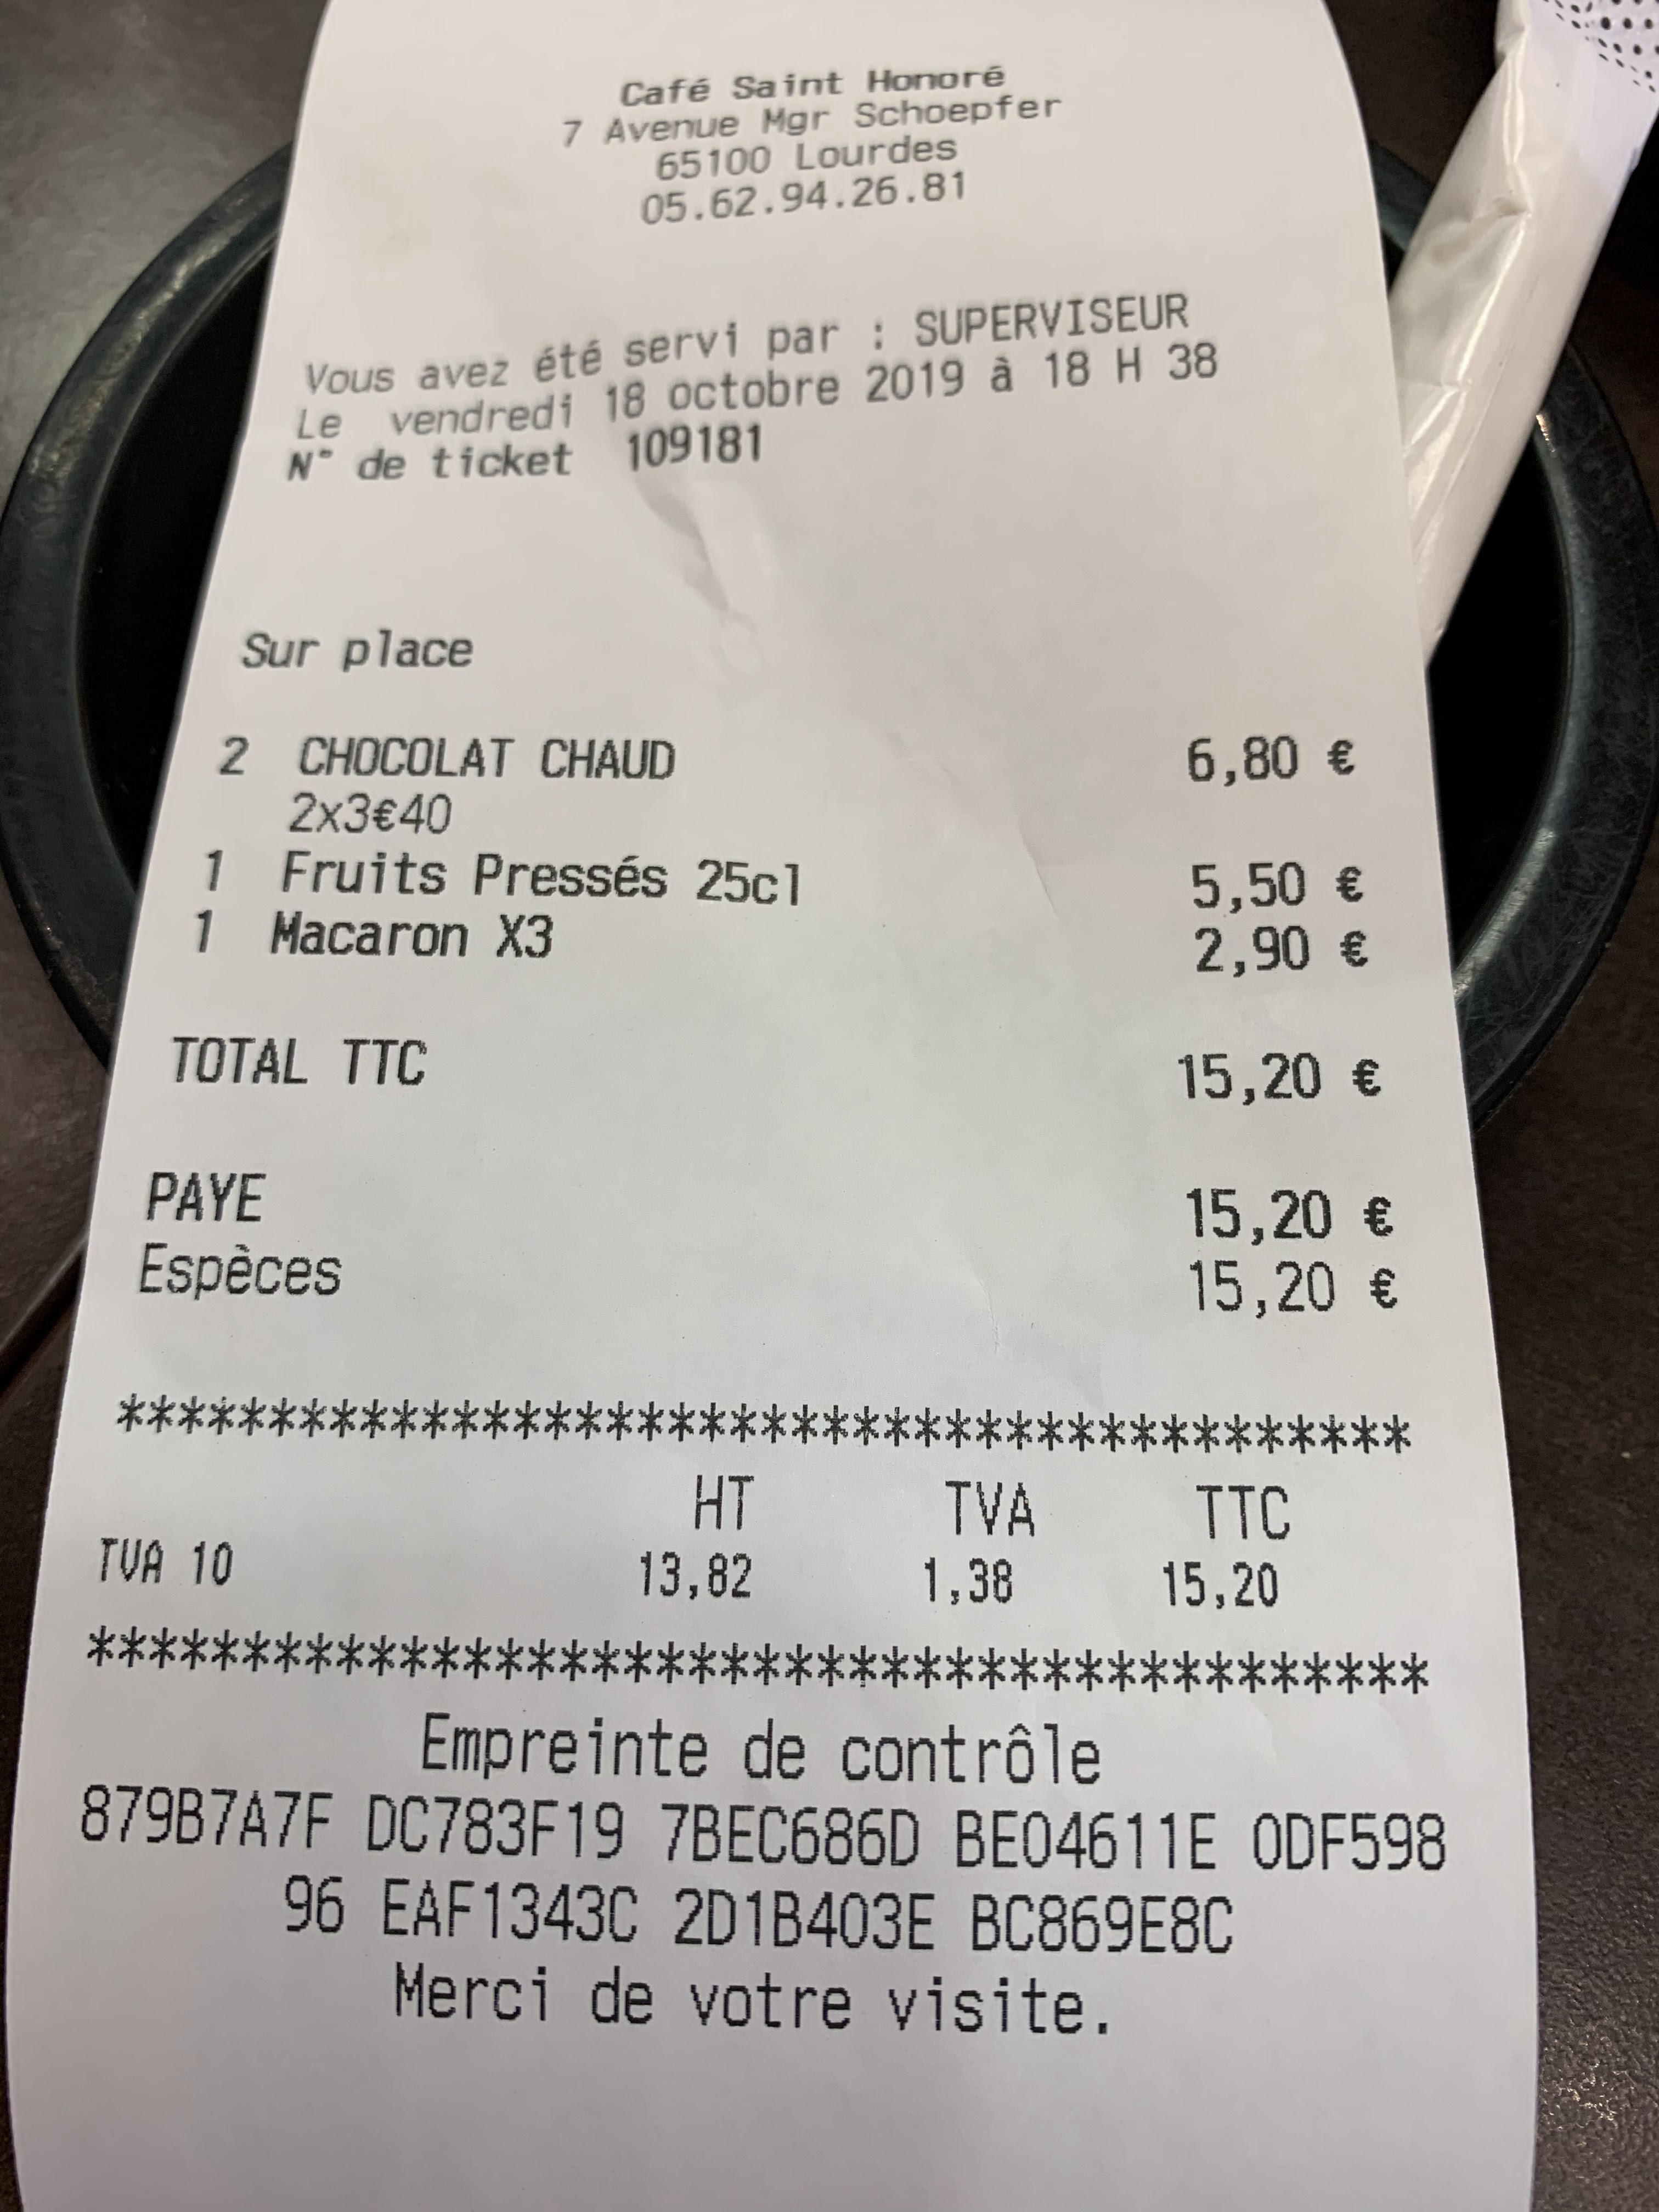 Café Saint Honoré
7 Avenue Mgr Schoepfer
65100 Lourdes
05.62.94.26.81
Vous avez été servi par : SUPERVISEUR
Le vendredi 18 octobre 2019 à 18 H 38
N° de ticket 109181
Sur place
2 CHOCOLAT CHAUD 6,80 €
2x3€40
1 Fruits Pressés 25cl 5,50 €
1 Macaron X3 2,90 €
TOTAL TTC 15,20 €
PAYE 15,20 €
Espèces 15,20 €
*******************************************
HT TVA TTC
TVA 10 13,82 1,38 15,20
*******************************************
Empreinte de contrôle
879B7A7F DC783F19 7BEC686D BE04611E 0DF598
96 EAF1343C 2D1B403E BC869E8C
Merci de votre visite.